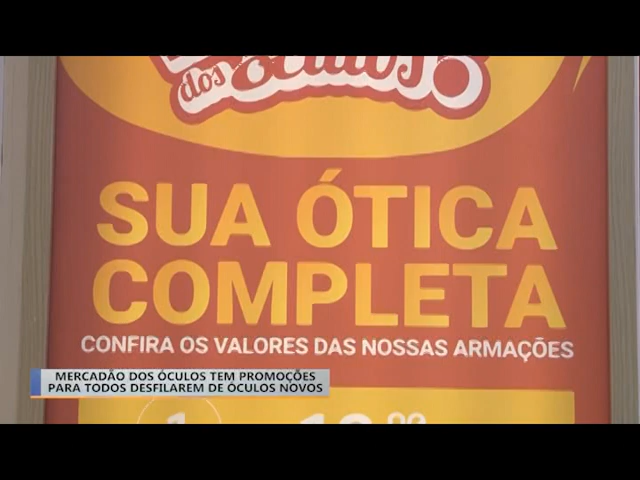 dos óculos
SUA ÓTICA
COMPLETA
CONFIRA OS VALORES DAS NOSSAS ARMAÇÕES
MERCADÃO DOS ÓCULOS TEM PROMOÇÕES
PARA TODOS DESFILAREM DE ÓCULOS NOVOS